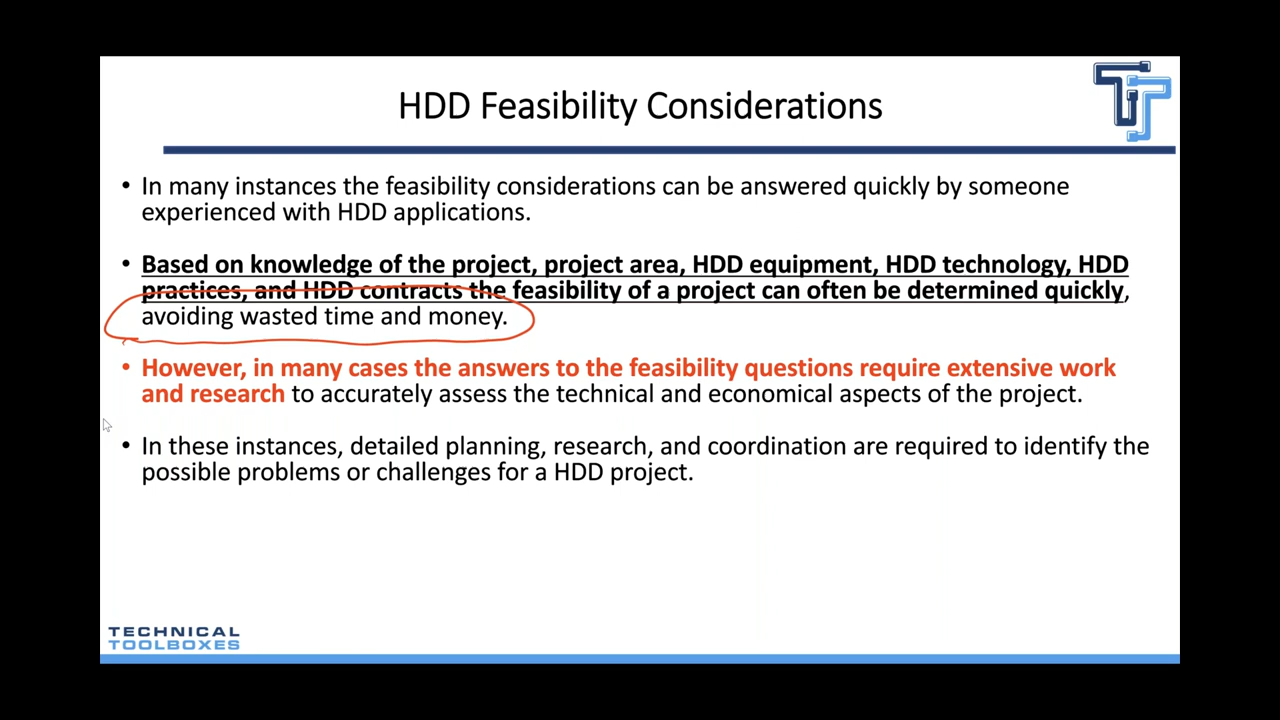 HDD Feasibility Considerations
• In many instances the feasibility considerations can be answered quickly by someone
experienced with HDD applications.
• Based on knowledge of the project, project area, HDD equipment, HDD technology, HDD
practices, and HDD contracts the feasibility of a project can often be determined quickly,
avoiding wasted time and money.
• However, in many cases the answers to the feasibility questions require extensive work
and research to accurately assess the technical and economical aspects of the project.
• In these instances, detailed planning, research, and coordination are required to identify the
possible problems or challenges for a HDD project.
TECHNICAL
TOOLBOXES